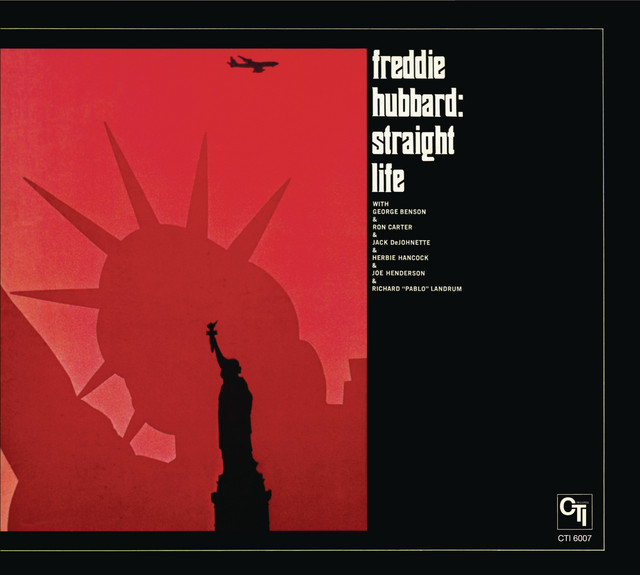 freddie
hubbard:
straight
life
WITH
GEORGE BENSON
&
RON CARTER
&
JACK DeJOHNETTE
&
HERBIE HANCOCK
&
JOE HENDERSON
&
RICHARD "PABLO" LANDRUM
CTI
CTI 6007